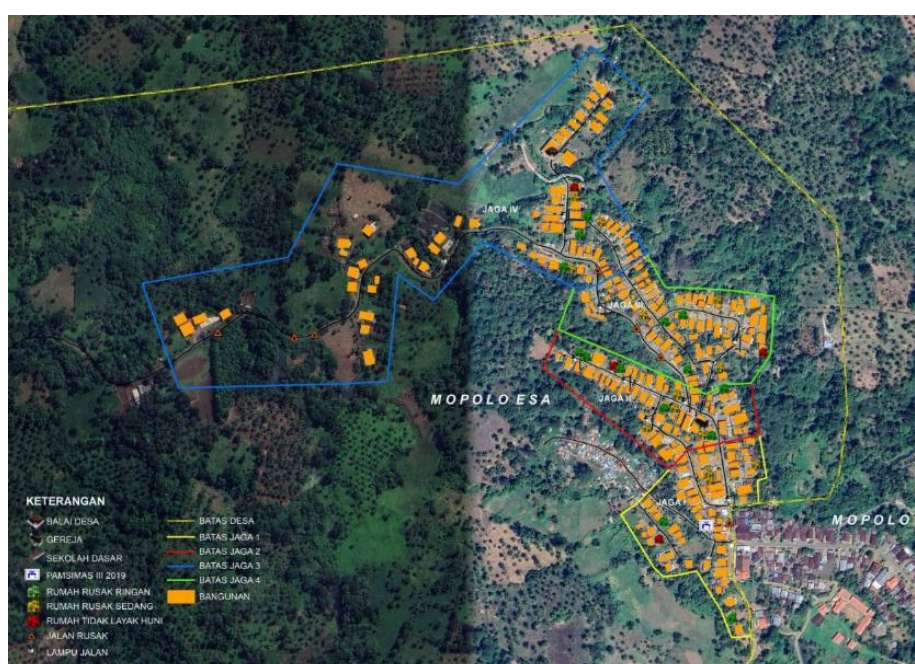 JAGA IV
JAGA III
MOPOLO ESA
JAGA II
JAGA I
MOPOLO
KETERANGAN
BALAI DESA
GEREJA
SEKOLAH DASAR
PAMSIMAS III 2019
RUMAH RUSAK RINGAN
RUMAH RUSAK SEDANG
RUMAH TIDAK LAYAK HUNI
JALAN RUSAK
LAMPU JALAN
BATAS DESA
BATAS JAGA 1
BATAS JAGA 2
BATAS JAGA 3
BATAS JAGA 4
BANGUNAN